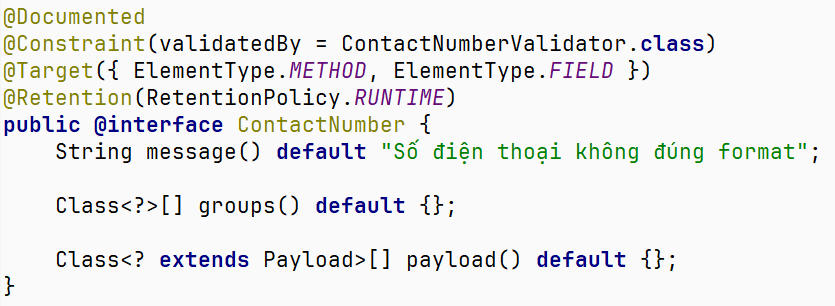 @Documented
@Constraint(validatedBy = ContactNumberValidator.class)
@Target({ ElementType.METHOD, ElementType.FIELD })
@Retention(RetentionPolicy.RUNTIME)
public @interface ContactNumber {
    String message() default "Số điện thoại không đúng format";
    Class<?>[] groups() default {};
    Class<? extends Payload>[] payload() default {};
}